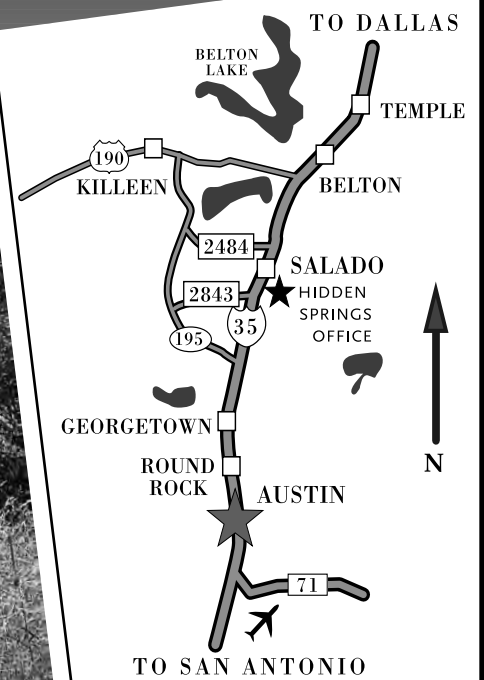 TO DALLAS
BELTON
LAKE
TEMPLE
190
KILLEEN
BELTON
2484
SALADO
HIDDEN
SPRINGS
OFFICE
2843
35
195
GEORGETOWN
ROUND
ROCK
AUSTIN
N
71
TO SAN ANTONIO